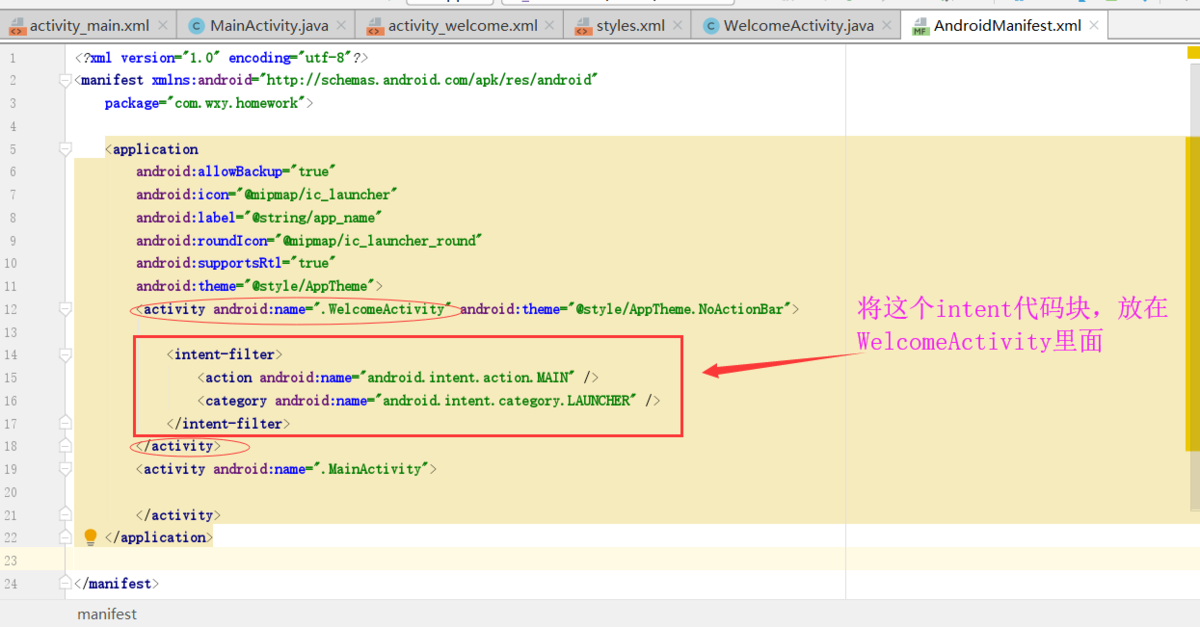 activity_main.xml MainActivity.java activity_welcome.xml styles.xml WelcomeActivity.java AndroidManifest.xml
1 <?xml version="1.0" encoding="utf-8"?>
2 <manifest xmlns:android="http://schemas.android.com/apk/res/android"
3 package="com.wxy.homework">
4
5 <application
6 android:allowBackup="true"
7 android:icon="@mipmap/ic_launcher"
8 android:label="@string/app_name"
9 android:roundIcon="@mipmap/ic_launcher_round"
10 android:supportsRtl="true"
11 android:theme="@style/AppTheme">
12 <activity android:name=".WelcomeActivity" android:theme="@style/AppTheme.NoActionBar">
13
14 <intent-filter>
15 <action android:name="android.intent.action.MAIN" />
16 <category android:name="android.intent.category.LAUNCHER" />
17 </intent-filter>
18 </activity>
19 <activity android:name=".MainActivity">
20
21 </activity>
22 </application>
23
24 </manifest>
将这个intent代码块，放在
WelcomeActivity里面
manifest